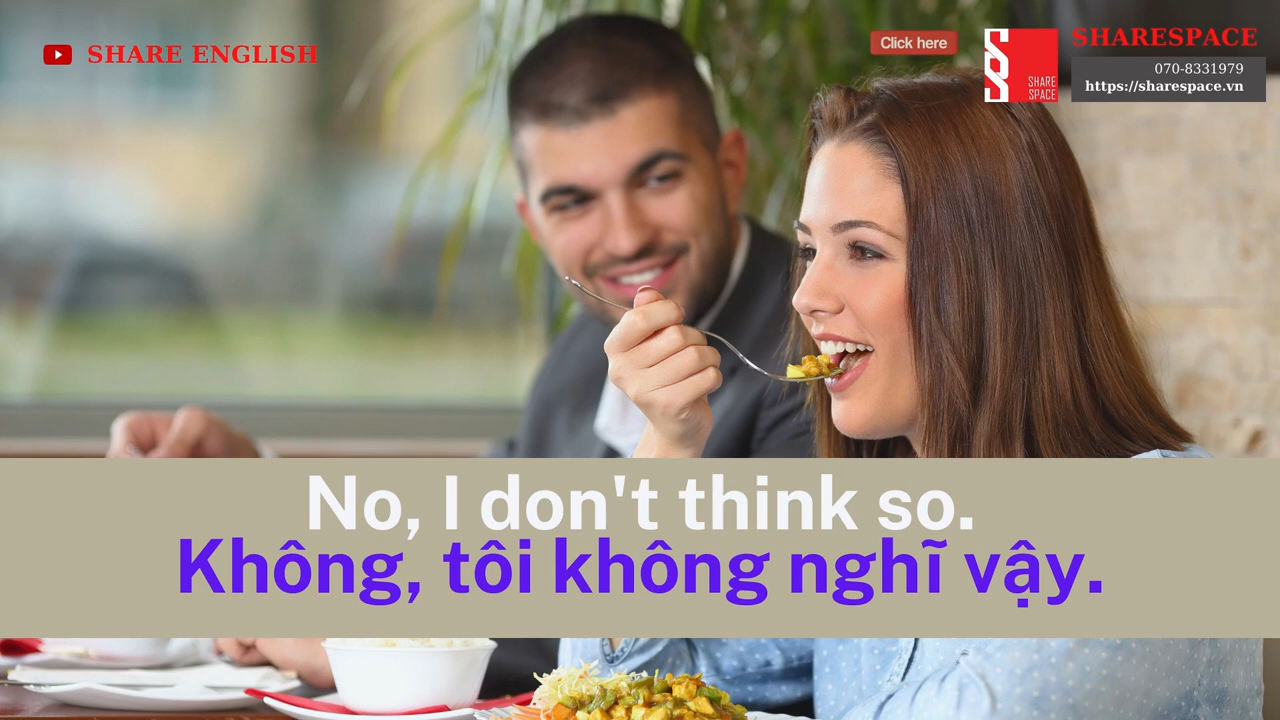 SHARE ENGLISH
Click here
SHARE
SPACE
SHARESPACE
070-8331979
https://sharespace.vn
No, I don't think so.
Không, tôi không nghĩ vậy.